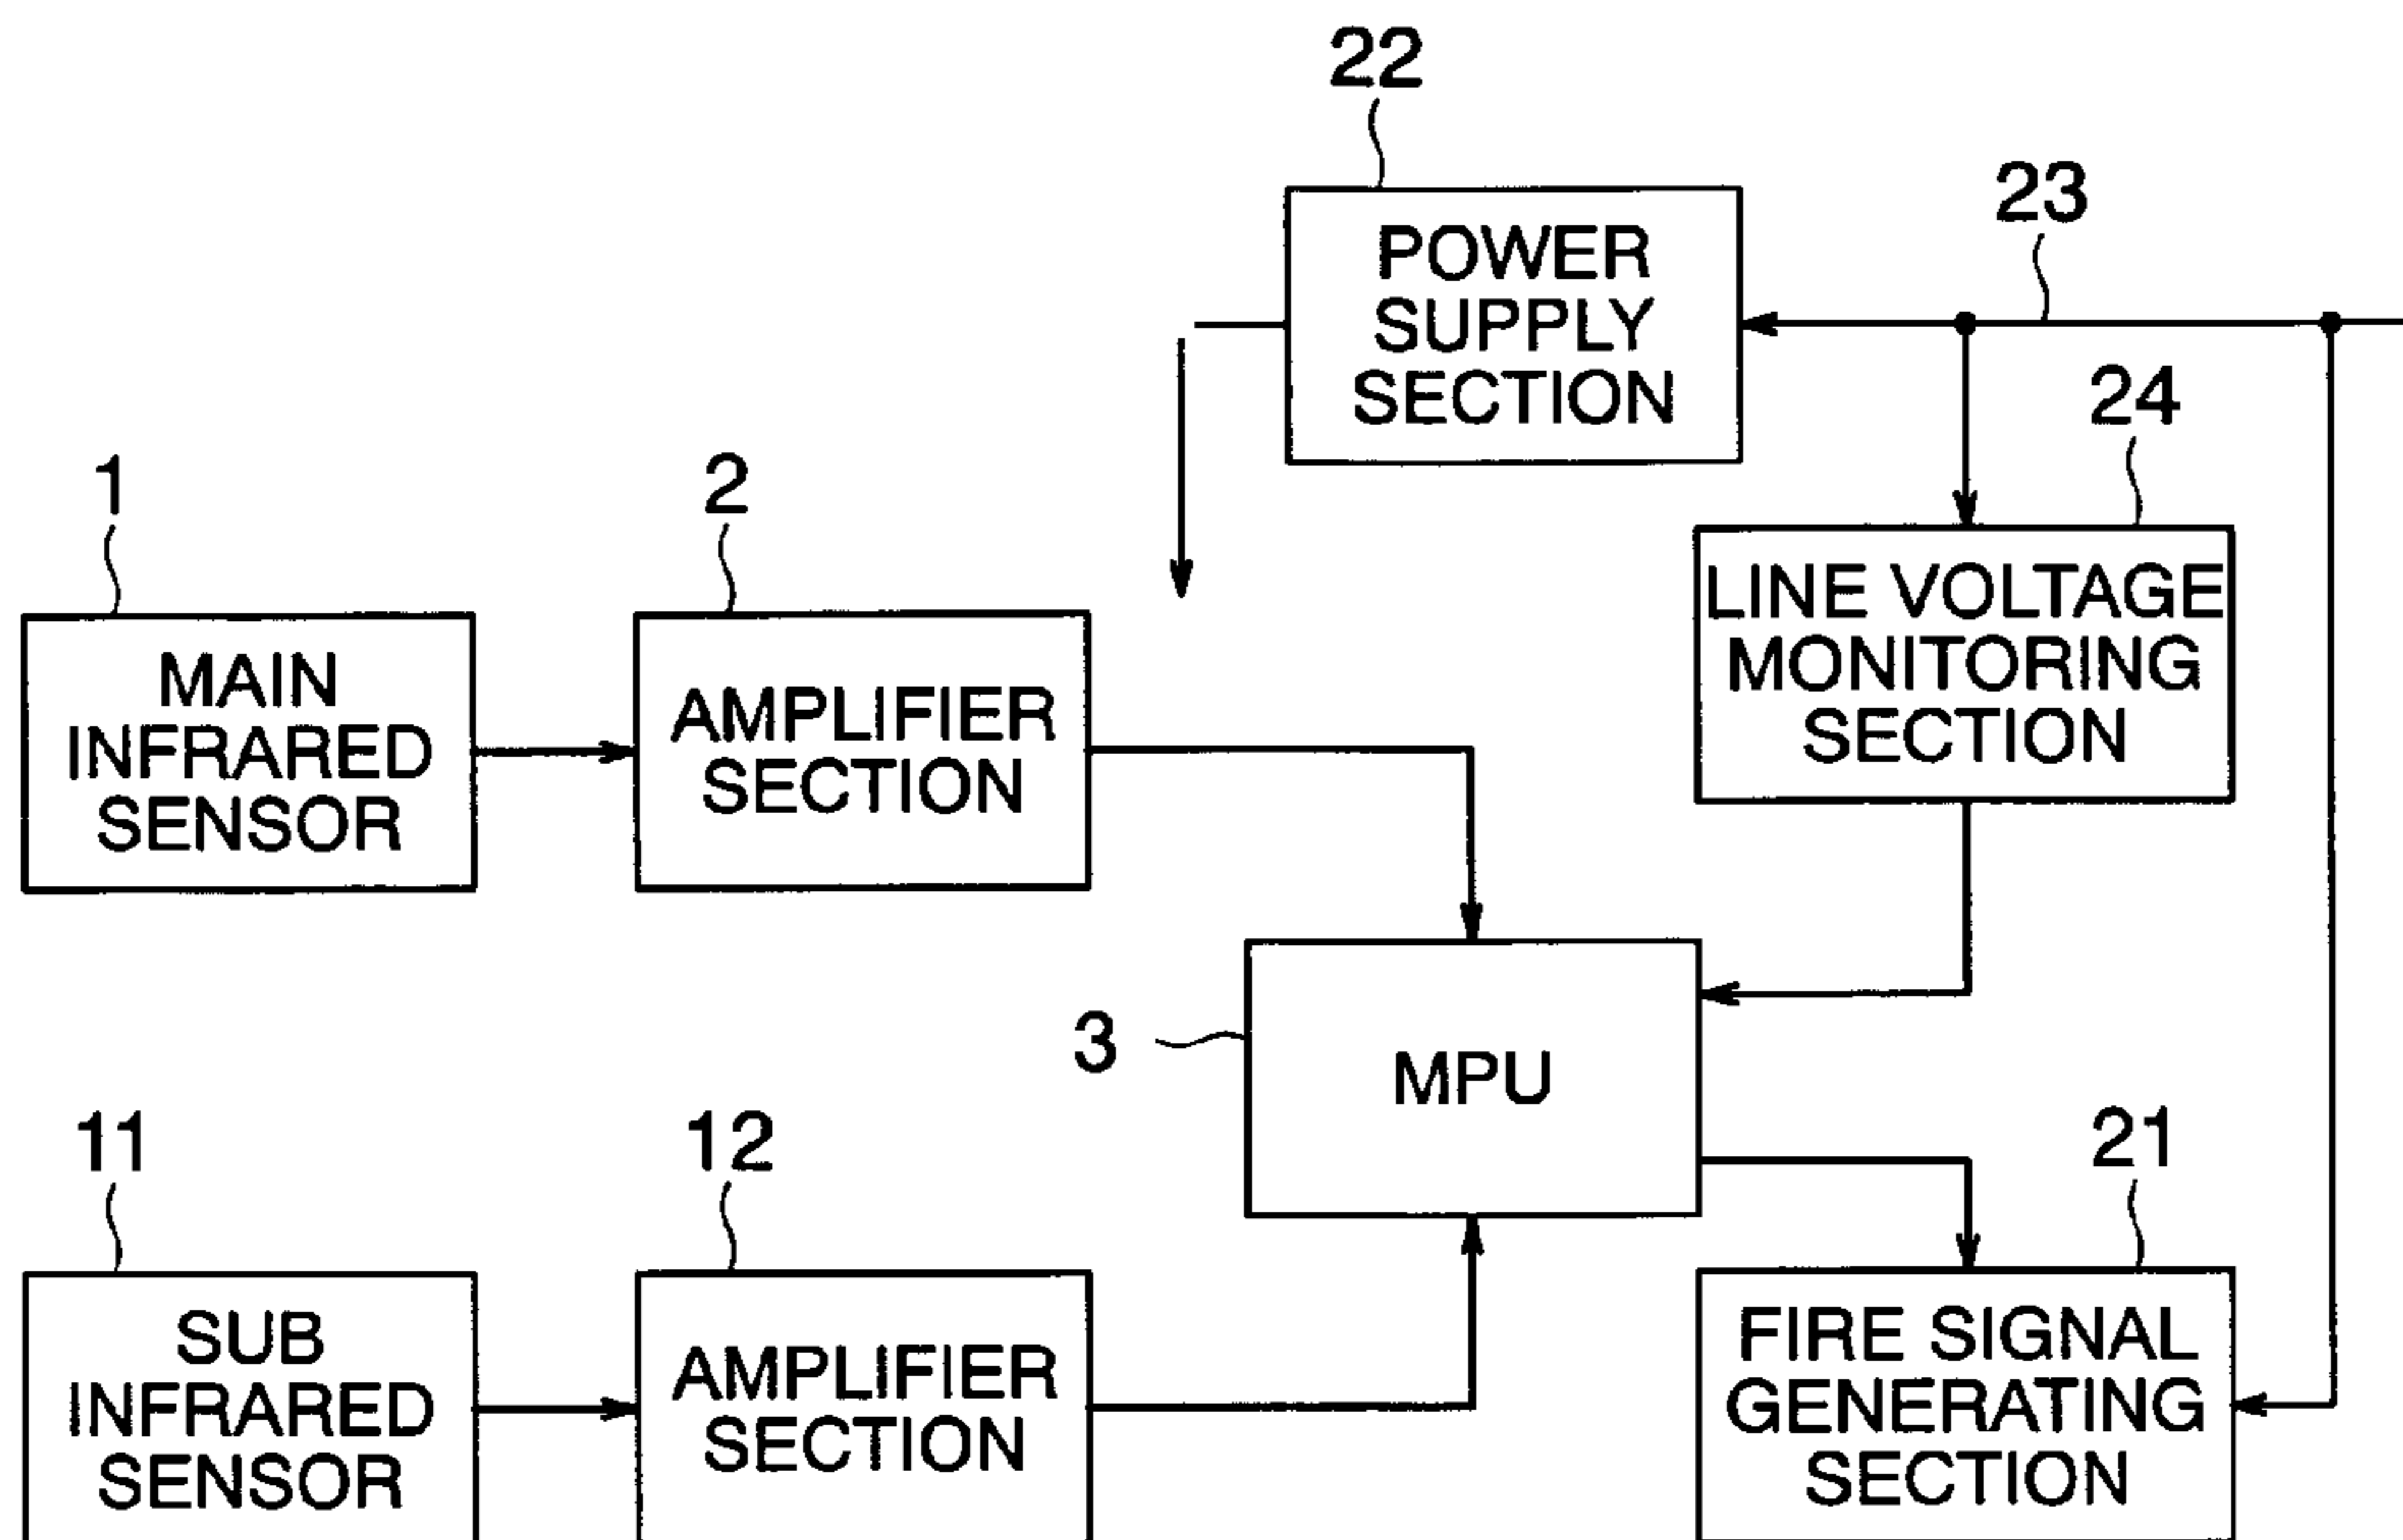 22
POWER
SUPPLY
SECTION
23
24
LINE VOLTAGE
MONITORING
SECTION
1
MAIN
INFRARED
SENSOR
2
AMPLIFIER
SECTION
3
MPU
11
SUB
INFRARED
SENSOR
12
AMPLIFIER
SECTION
21
FIRE SIGNAL
GENERATING
SECTION